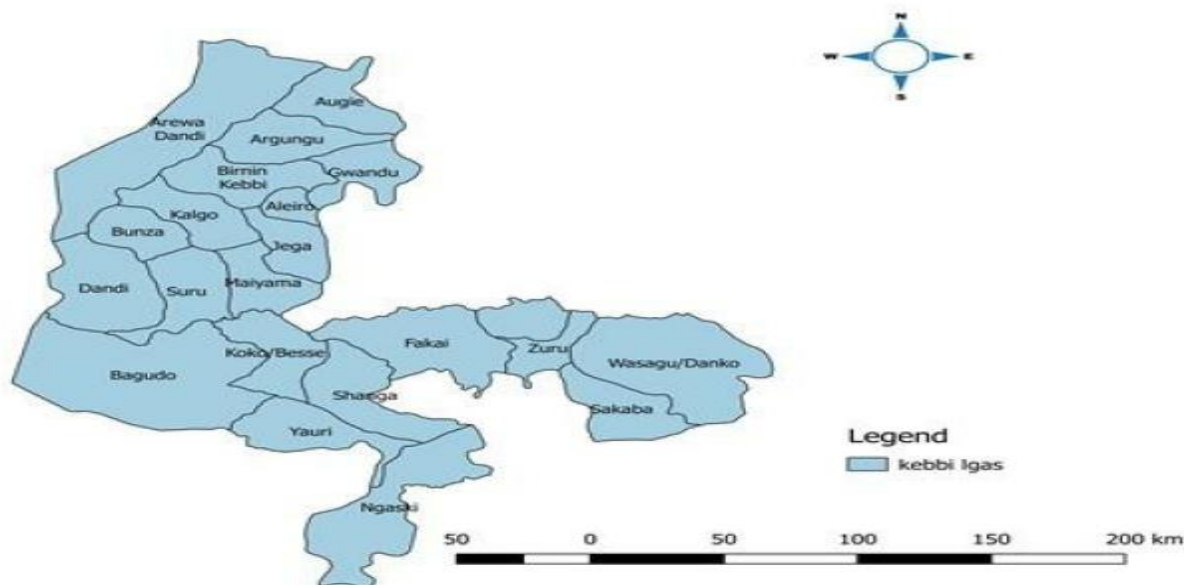 N
W E
S
Augie
Arewa
Dandi
Argungu
Birnin
Kebbi
Gwandu
Aleiro
Kalgo
Bunza
Jega
Dandi
Suru
Maiyama
Koko/Besse
Fakai
Zuru
Wasagu/Danko
Bagudo
Shanga
Sakaba
Yauri
Ngaski
Legend
kebbi lgas
50 0 50 100 150 200 km